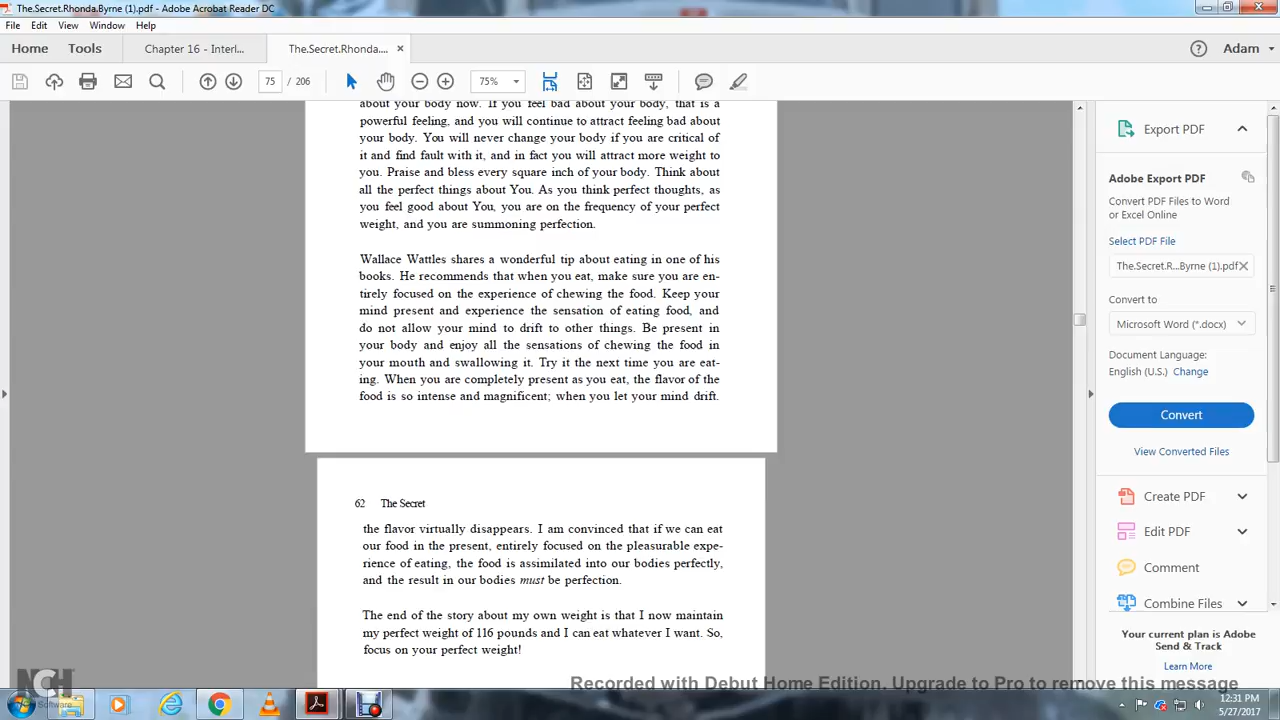 The.Secret.Rhonda.Byrne (1).pdf - Adobe Acrobat Reader DC
File Edit View Window Help
Home Tools Chapter 16 - Interl... The.Secret.Rhonda.... × Adam
75 / 206 75%
about your body now. If you feel bad about your body, that is a
powerful feeling, and you will continue to attract feeling bad about
your body. You will never change your body if you are critical of
it and find fault with it, and in fact you will attract more weight to
you. Praise and bless every square inch of your body. Think about
all the perfect things about You. As you think perfect thoughts, as
you feel good about You, you are on the frequency of your perfect
weight, and you are summoning perfection.
Wallace Wattles shares a wonderful tip about eating in one of his
books. He recommends that when you eat, make sure you are en-
tirely focused on the experience of chewing the food. Keep your
mind present and experience the sensation of eating food, and
do not allow your mind to drift to other things. Be present in
your body and enjoy all the sensations of chewing the food in
your mouth and swallowing it. Try it the next time you are eat-
ing. When you are completely present as you eat, the flavor of the
food is so intense and magnificent; when you let your mind drift.
62 The Secret
the flavor virtually disappears. I am convinced that if we can eat
our food in the present, entirely focused on the pleasurable expe-
rience of eating, the food is assimilated into our bodies perfectly,
and the result in our bodies must be perfection.
The end of the story about my own weight is that I now maintain
my perfect weight of 116 pounds and I can eat whatever I want. So,
focus on your perfect weight!
Export PDF
Adobe Export PDF
Convert PDF Files to Word
or Excel Online
Select PDF File
The.Secret.R...Byrne (1).pdf
Convert to
Microsoft Word (*.docx)
Document Language:
English (U.S.) Change
Convert
View Converted Files
Create PDF
Edit PDF
Comment
Combine Files
Your current plan is Adobe
Send & Track
Learn More
NCH
Software
Recorded with Debut Home Edition. Upgrade to Pro to remove this message
12:31 PM
5/27/2017